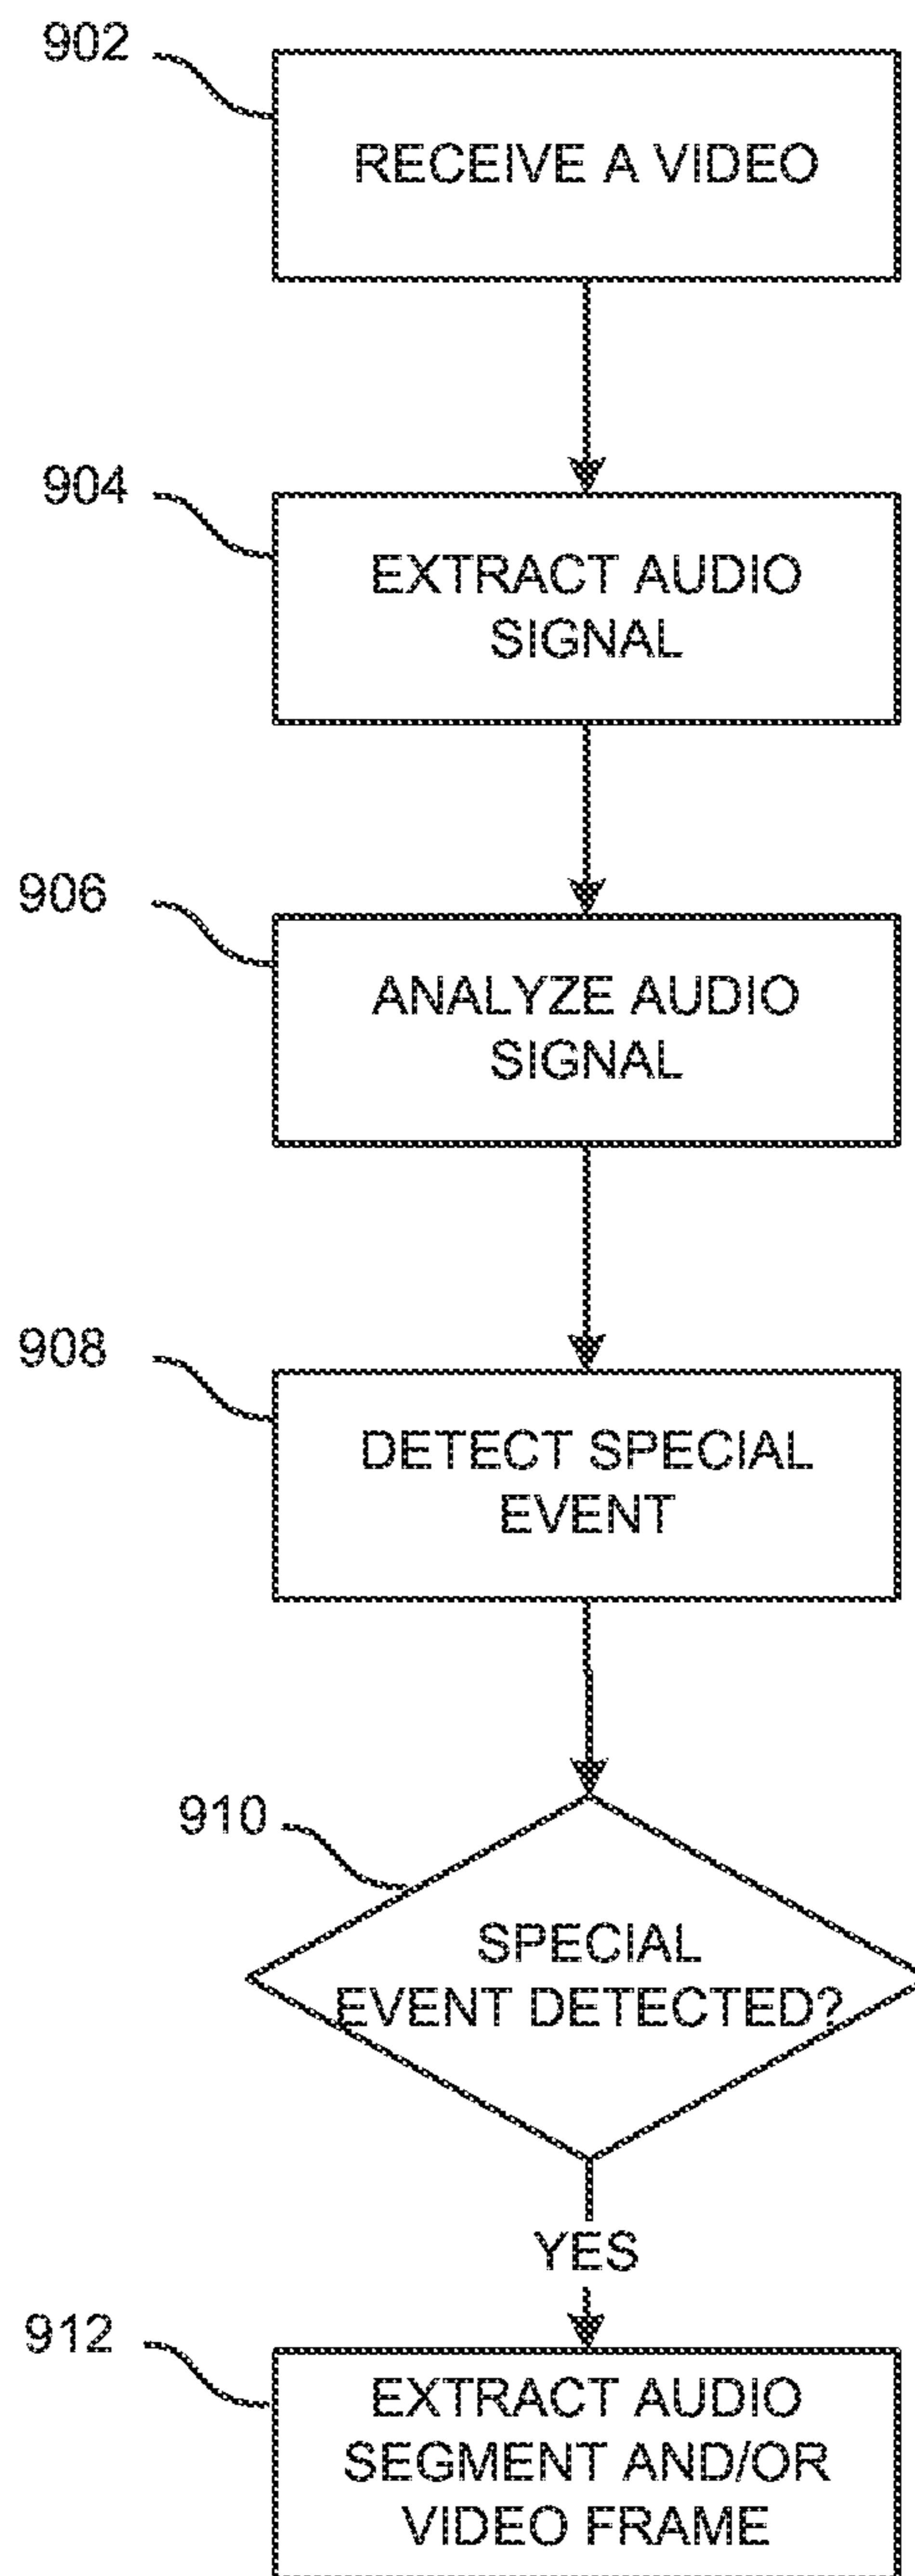 902
RECEIVE A VIDEO
904
EXTRACT AUDIO
SIGNAL
906
ANALYZE AUDIO
SIGNAL
908
DETECT SPECIAL
EVENT
910
SPECIAL
EVENT DETECTED?
YES
912
EXTRACT AUDIO
SEGMENT AND/OR
VIDEO FRAME